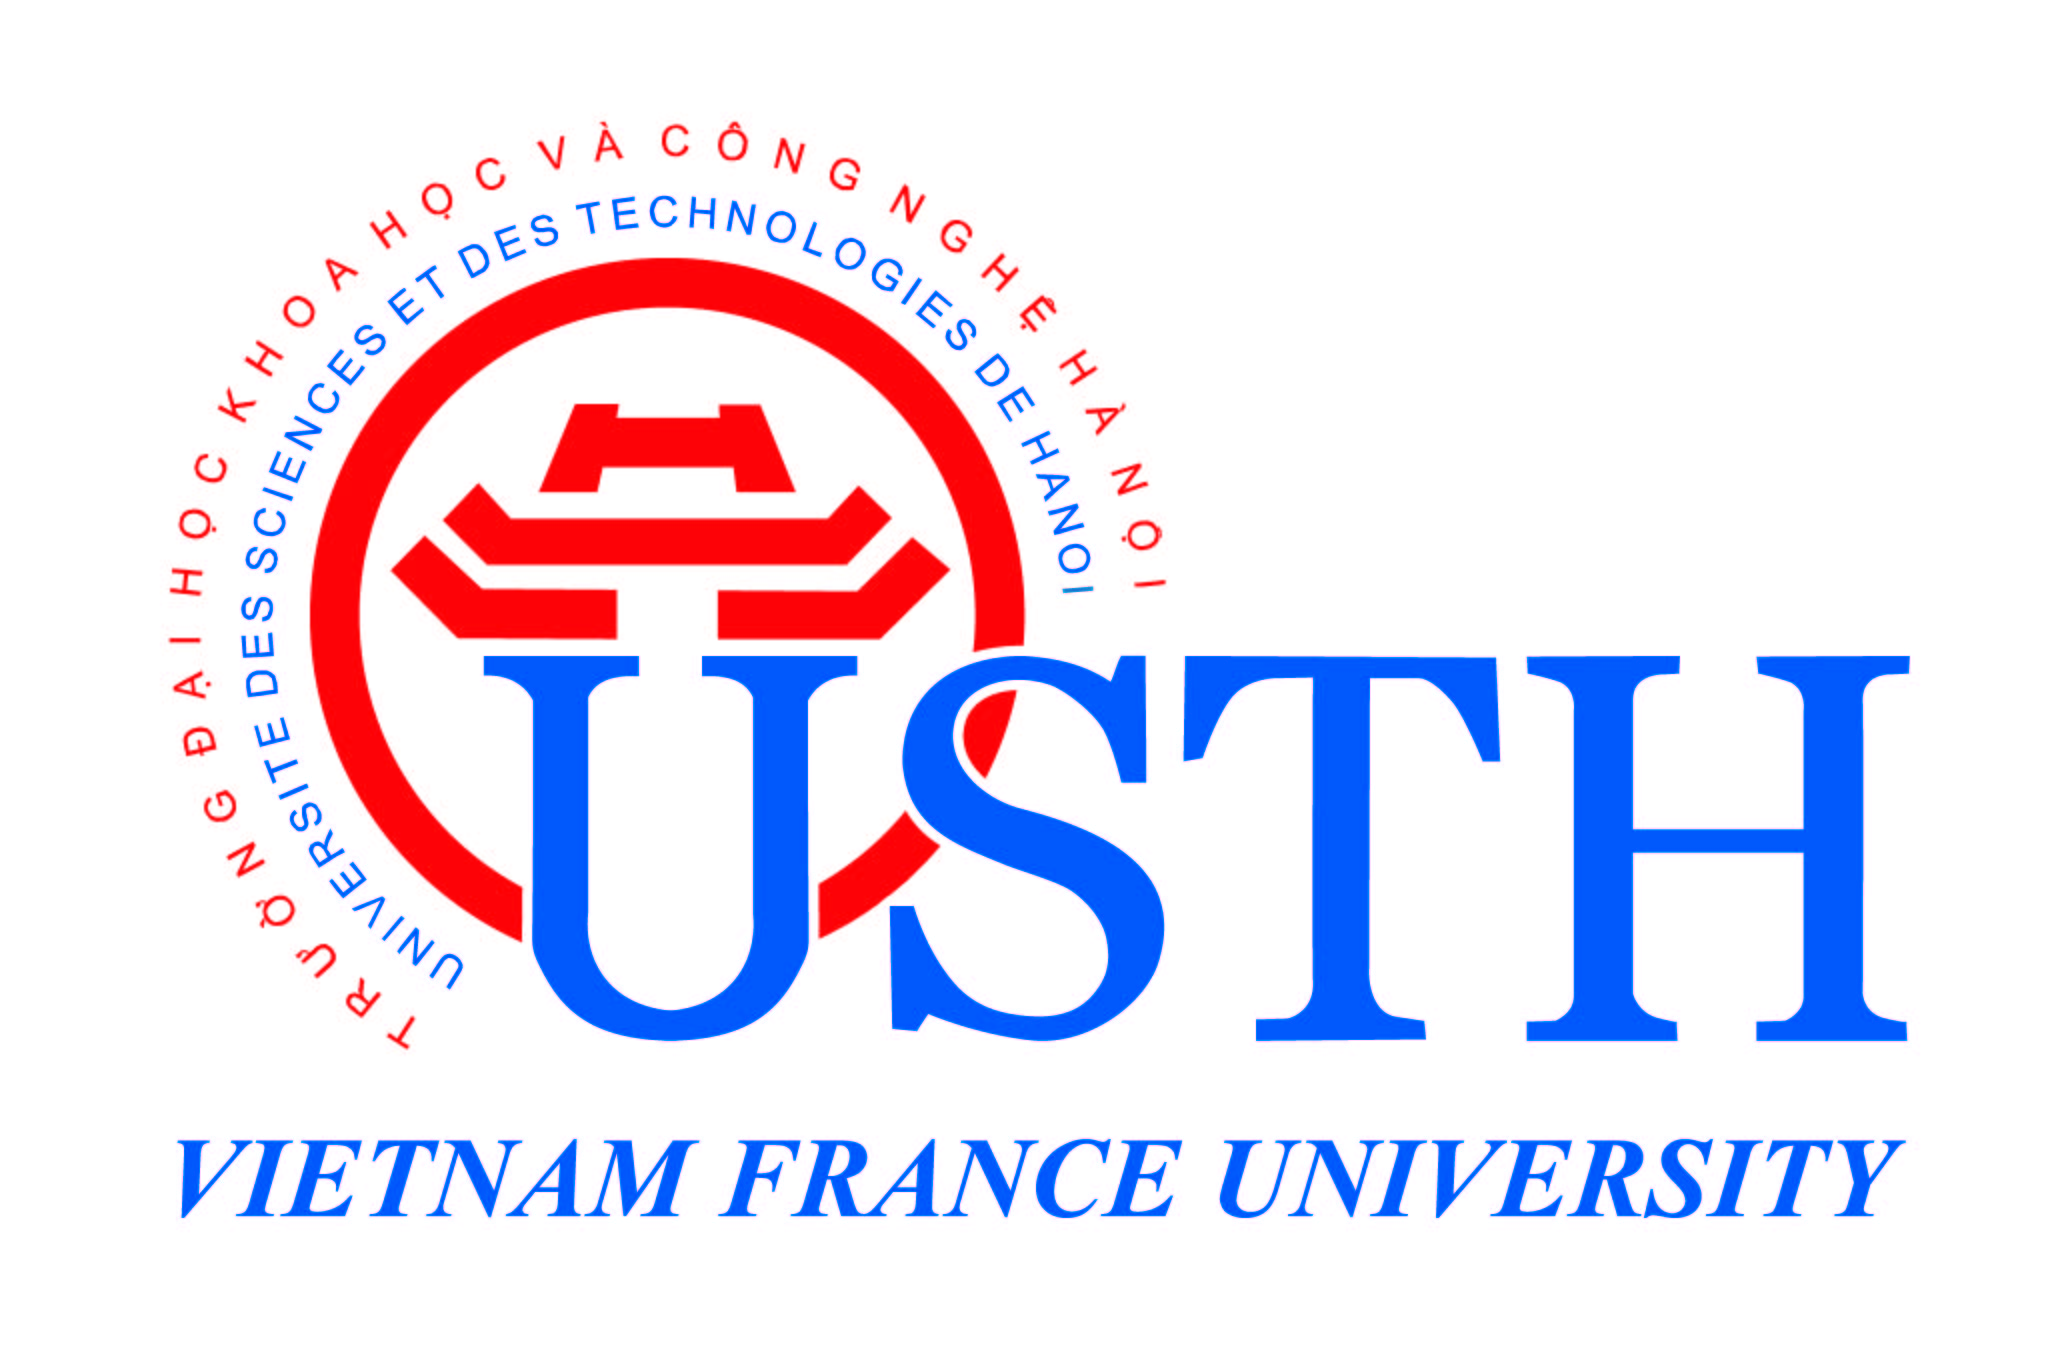 TRƯỜNG ĐẠI HỌC KHOA HỌC VÀ CÔNG NGHỆ HÀ NỘI
UNIVERSITE DES SCIENCES ET DES TECHNOLOGIES DE HANOI
USTH
VIETNAM FRANCE UNIVERSITY